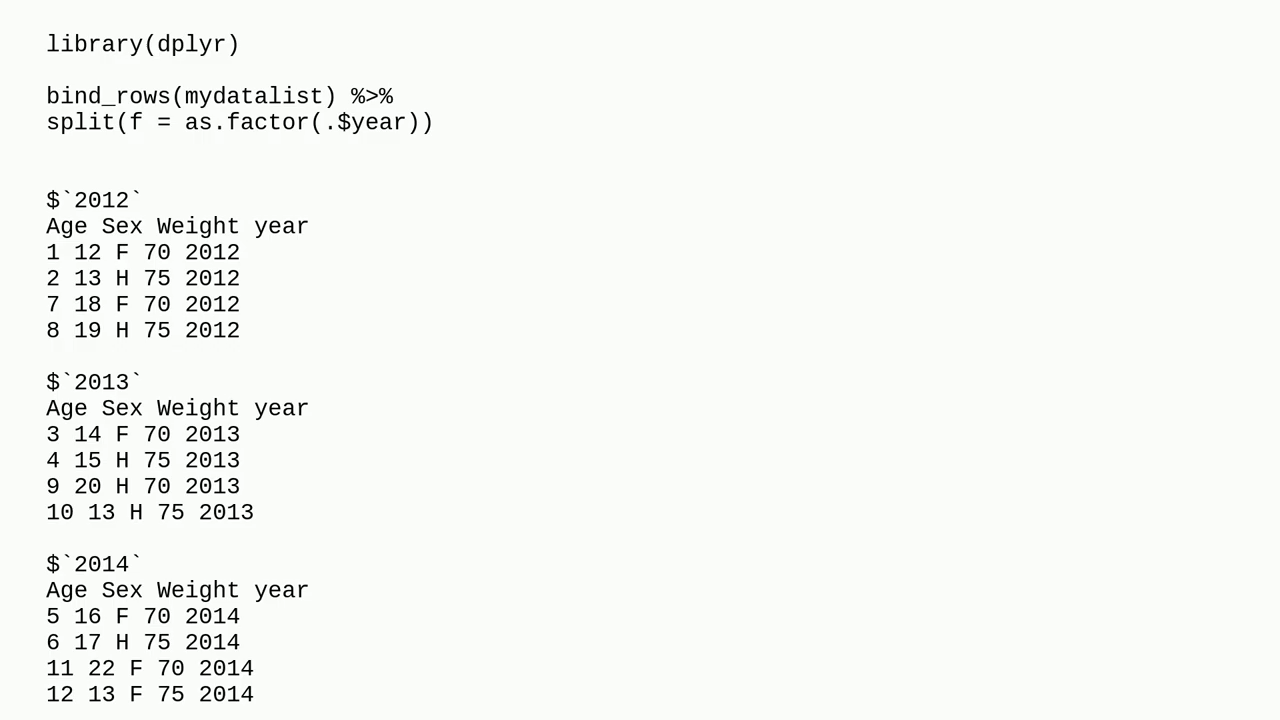 library(dplyr)
bind_rows(mydatalist) %>%
split(f = as.factor(.$year))
$`2012`
Age Sex Weight year
1 12 F 70 2012
2 13 H 75 2012
7 18 F 70 2012
8 19 H 75 2012
$`2013`
Age Sex Weight year
3 14 F 70 2013
4 15 H 75 2013
9 20 H 70 2013
10 13 H 75 2013
$`2014`
Age Sex Weight year
5 16 F 70 2014
6 17 H 75 2014
11 22 F 70 2014
12 13 F 75 2014